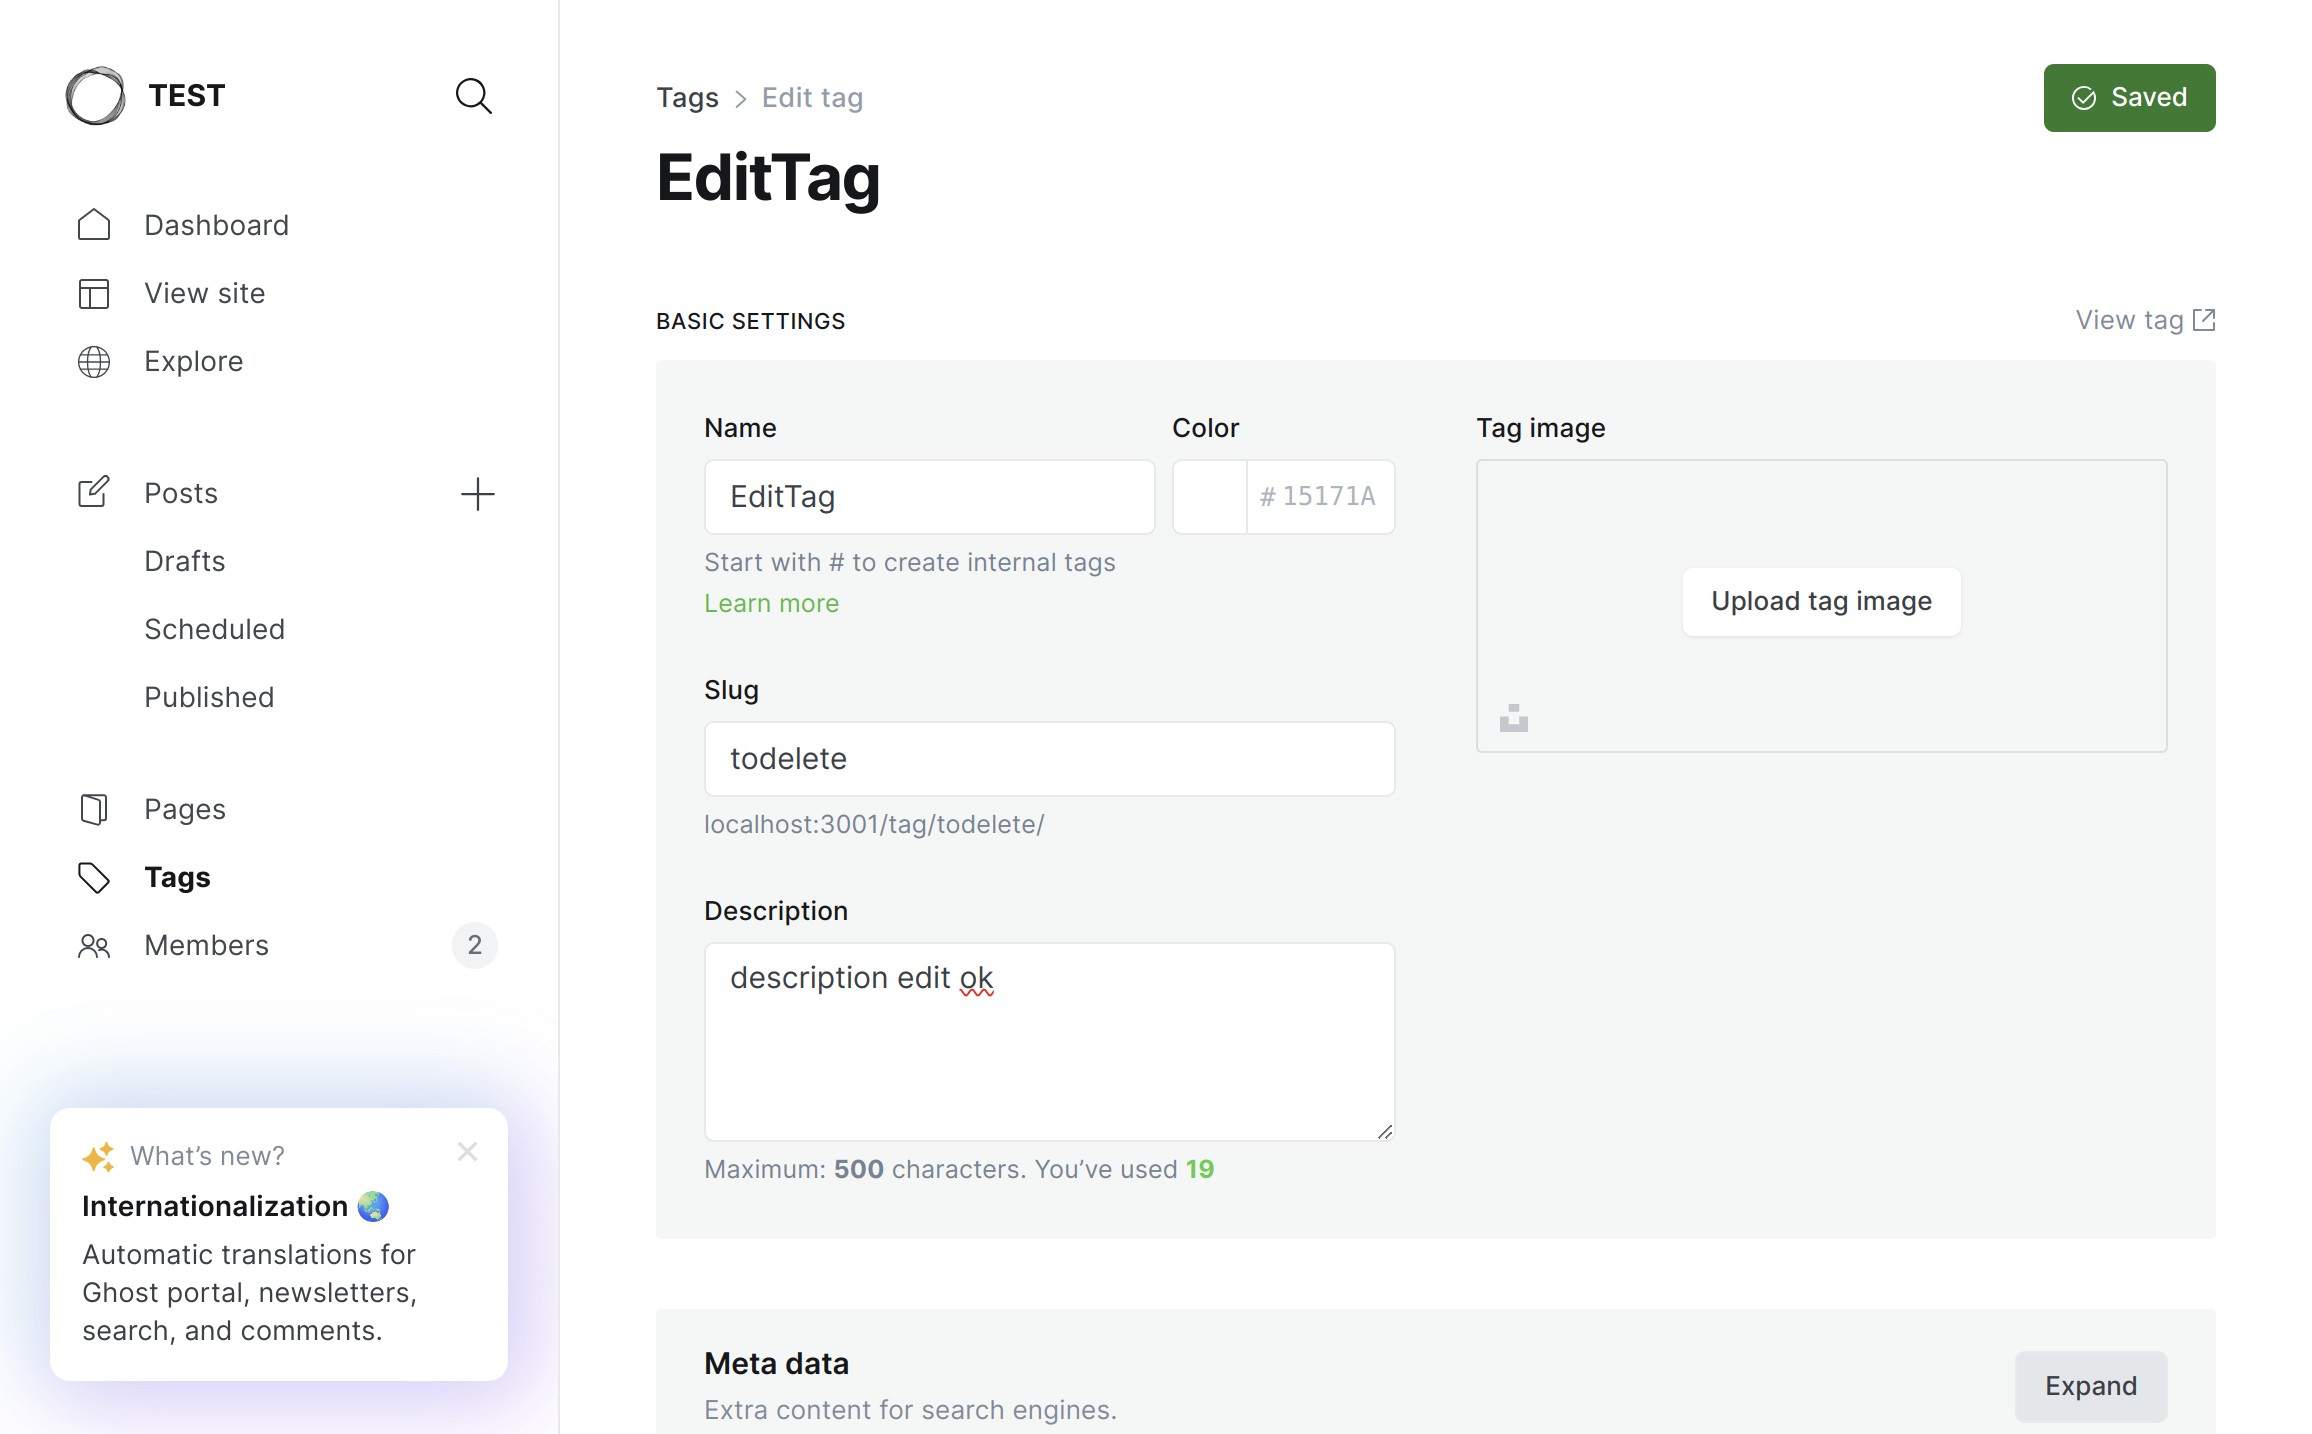 TEST
Dashboard
View site
Explore
Posts
Drafts
Scheduled
Published
Pages
Tags
Members 2
What’s new?
Internationalization
Automatic translations for
Ghost portal, newsletters,
search, and comments.
Tags > Edit tag
Saved
EditTag
BASIC SETTINGS
View tag
Name
EditTag
Start with # to create internal tags
Learn more
Color
# 15171A
Slug
todelete
localhost:3001/tag/todelete/
Description
description edit ok
Maximum: 500 characters. You’ve used 19
Tag image
Upload tag image
Meta data
Extra content for search engines.
Expand